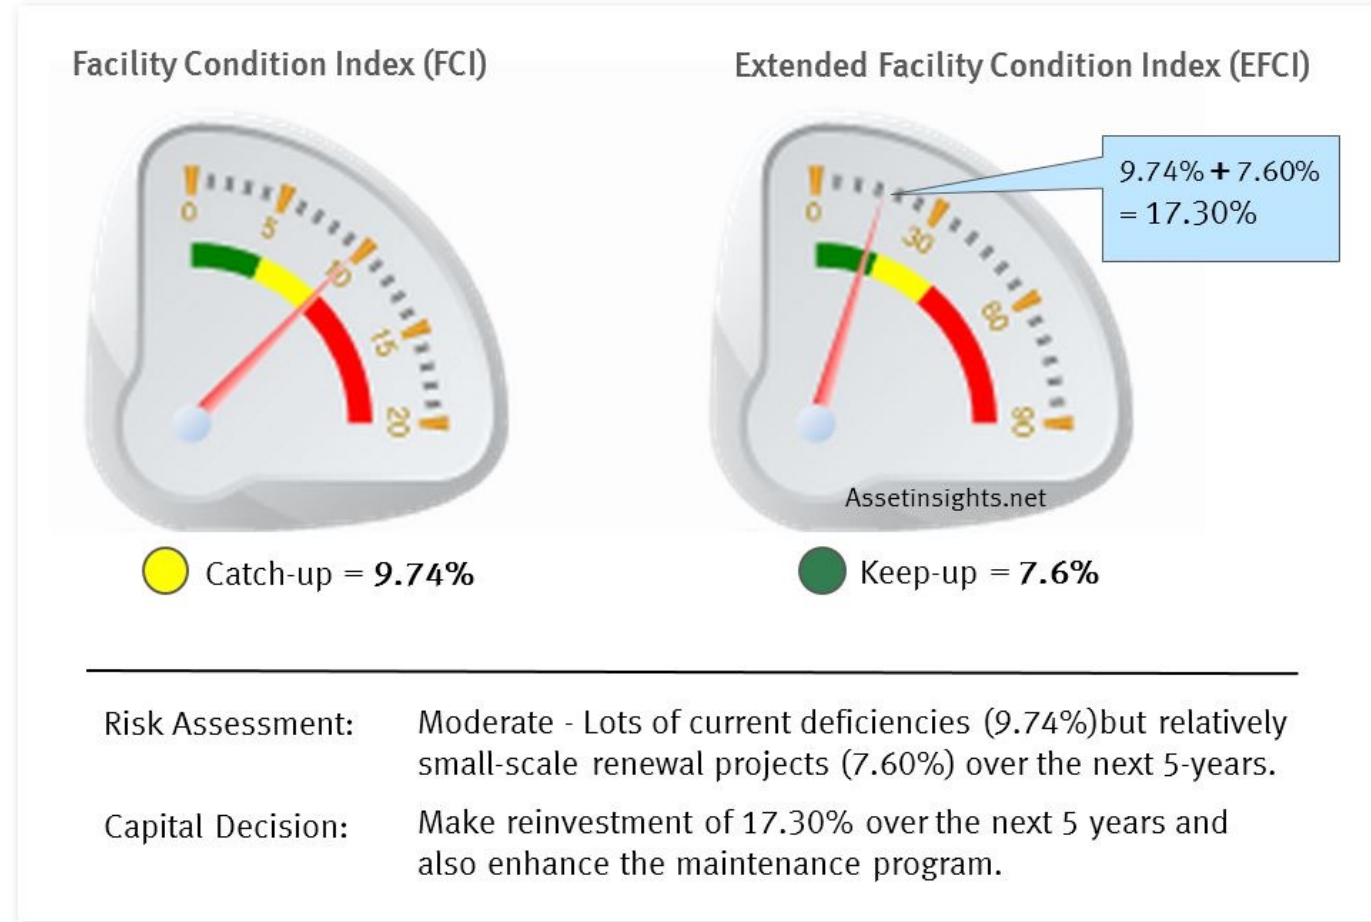 Facility Condition Index (FCI)
Extended Facility Condition Index (EFCI)
0
5
10
15
20
0
30
60
90
9.74% + 7.60%
= 17.30%
Assetinsights.net
Catch-up = 9.74%
Keep-up = 7.6%
Risk Assessment:
Moderate - Lots of current deficiencies (9.74%)but relatively
small-scale renewal projects (7.60%) over the next 5-years.
Capital Decision:
Make reinvestment of 17.30% over the next 5 years and
also enhance the maintenance program.